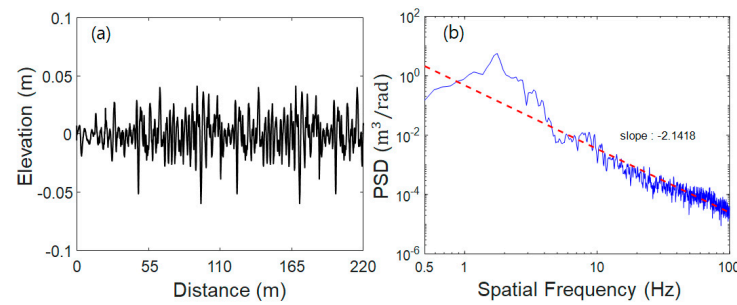 (a)
Elevation (m)
0.1
0.05
0
-0.05
-0.1
0
55
110
165
220
Distance (m)
(b)
PSD (m³/rad)
10²
10⁰
10⁻²
10⁻⁴
10⁻⁶
slope : -2.1418
0.5
1
10
100
Spatial Frequency (Hz)